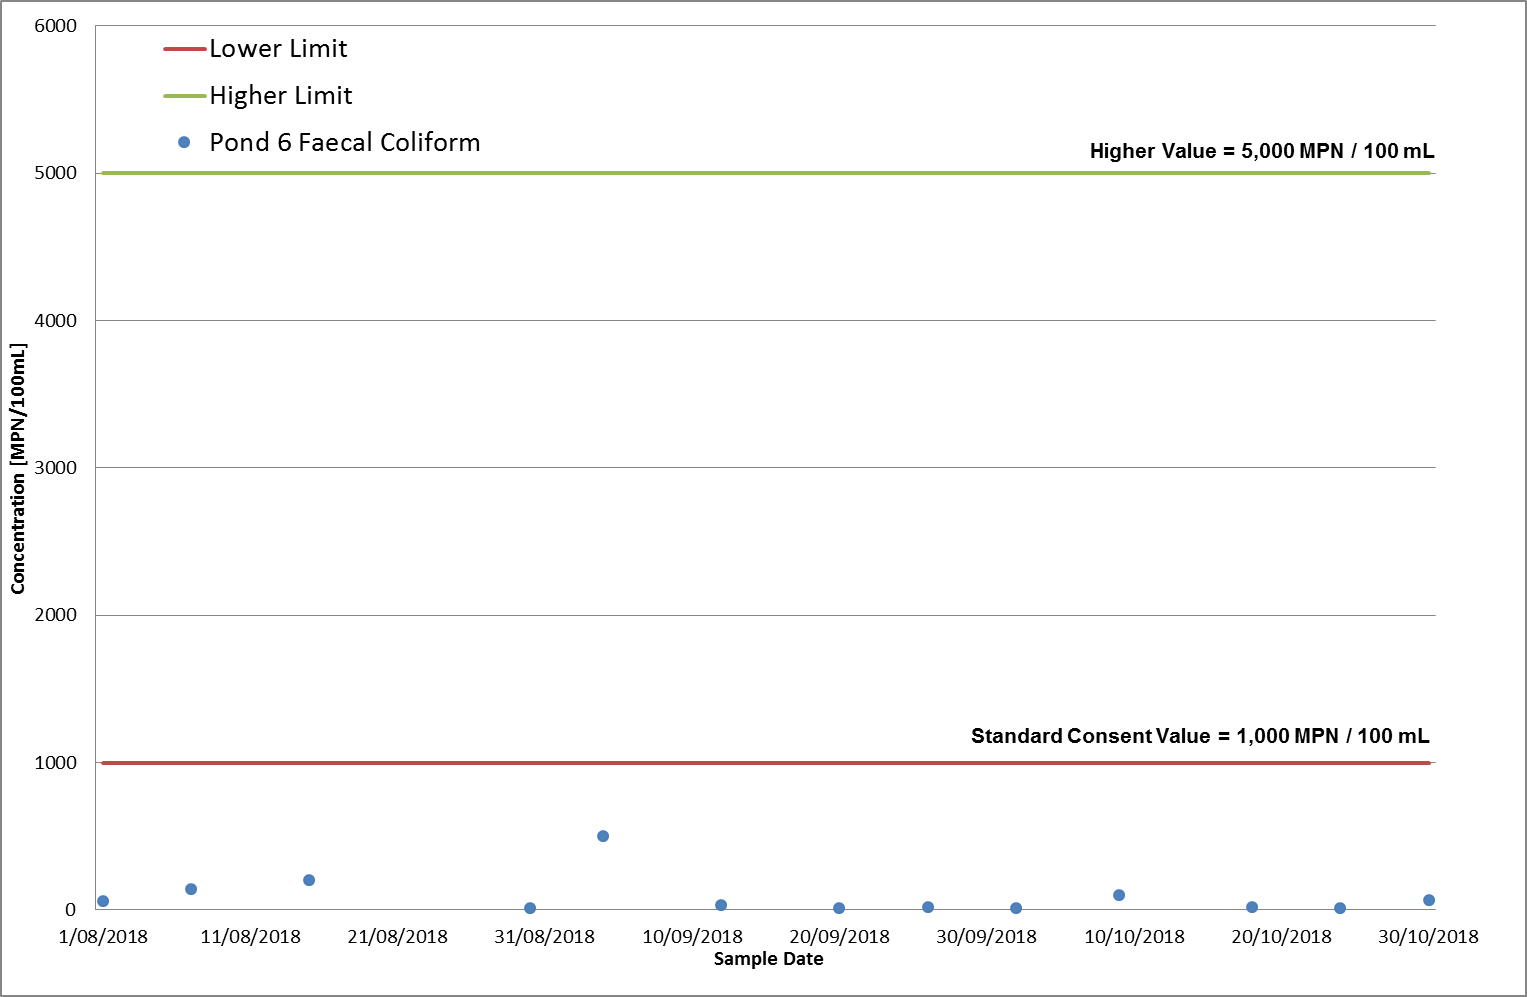 6000
Lower Limit
Higher Limit
Pond 6 Faecal Coliform
Higher Value = 5,000 MPN / 100 mL
5000
4000
Concentration [MPN/100mL]
3000
2000
Standard Consent Value = 1,000 MPN / 100 mL
1000
0
1/08/2018 11/08/2018 21/08/2018 31/08/2018 10/09/2018 20/09/2018 30/09/2018 10/10/2018 20/10/2018 30/10/2018
Sample Date